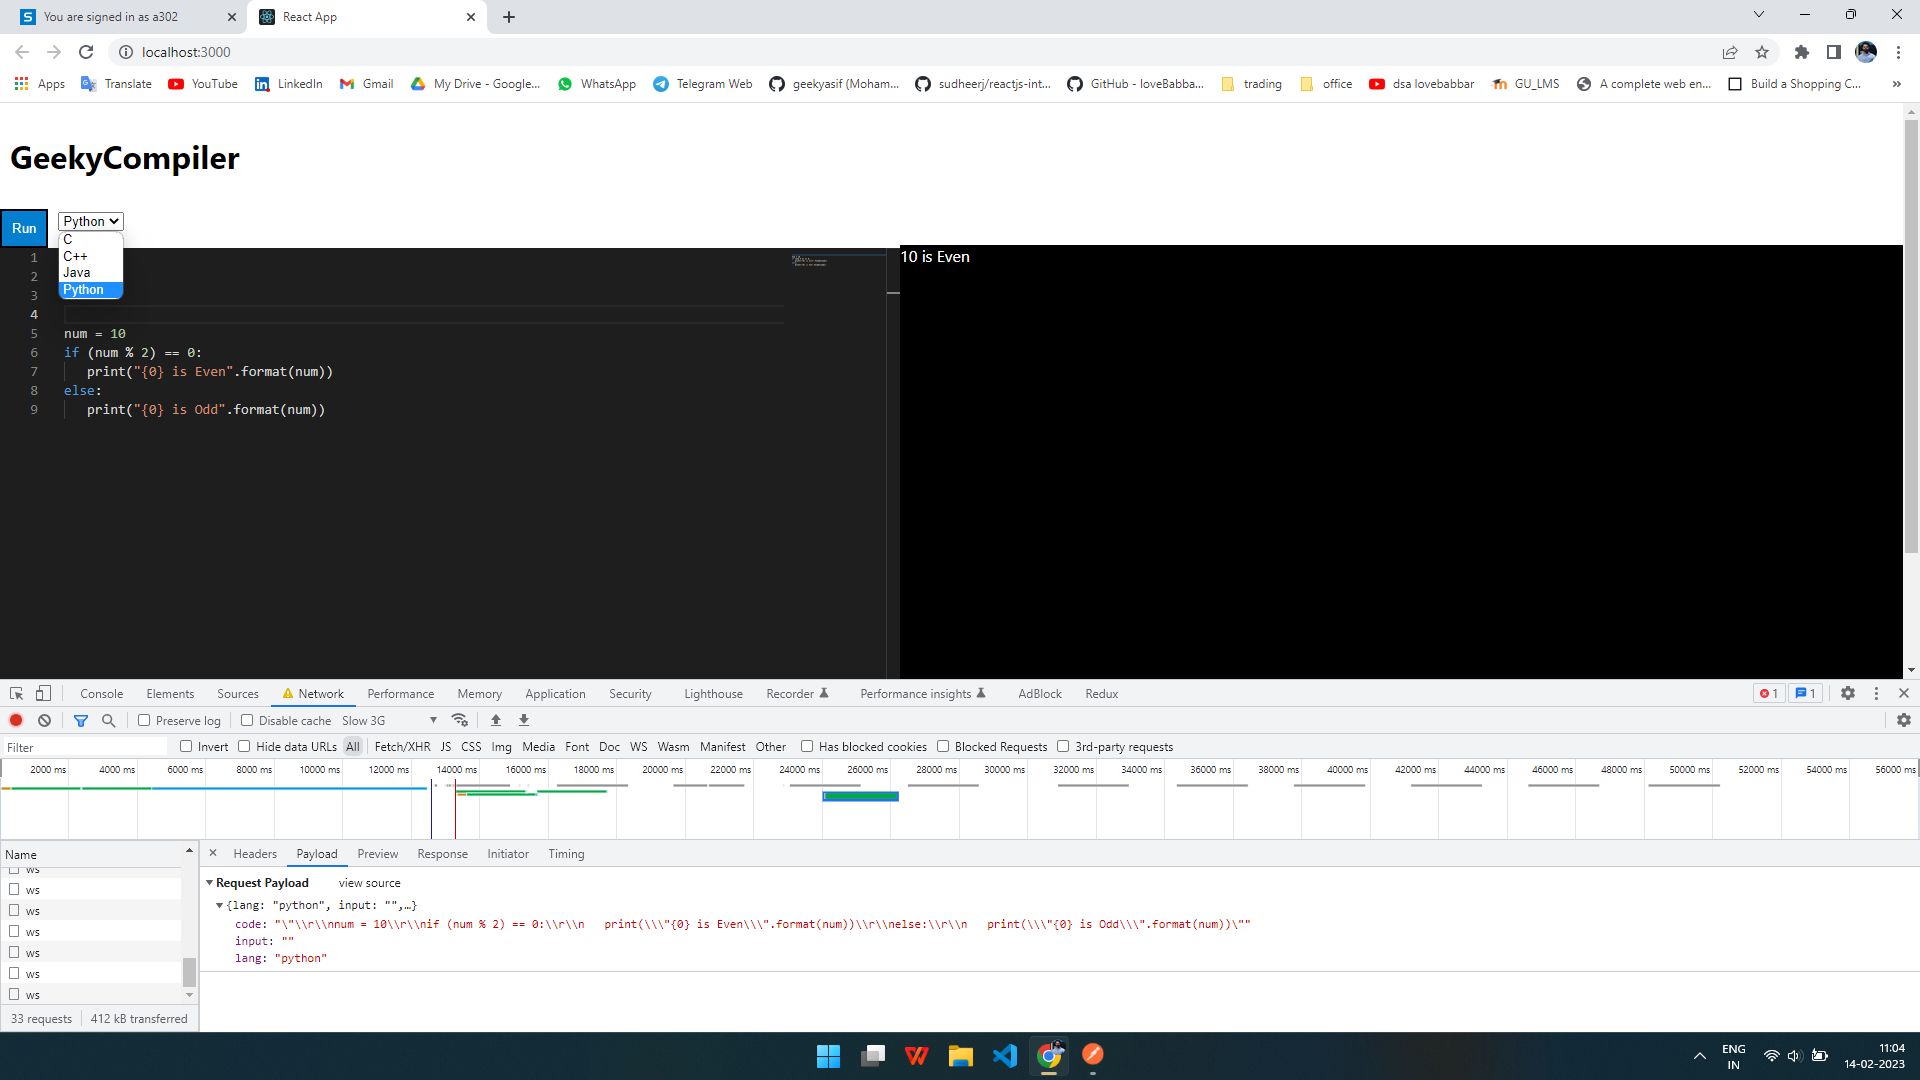 You are signed in as a302
React App
localhost:3000
Apps Translate YouTube LinkedIn Gmail My Drive - Google... WhatsApp Telegram Web geekyasif (Moham... sudheerj/reactjs-int... GitHub - loveBabba... trading office dsa lovebabbar GU_LMS A complete web en... Build a Shopping C... »
GeekyCompiler
Run Python
C
C++
Java
Python
1
2
3
4
5 num = 10
6 if (num % 2) == 0:
7 print("{0} is Even".format(num))
8 else:
9 print("{0} is Odd".format(num))
10 is Even
Console Elements Sources Network Performance Memory Application Security Lighthouse Recorder Performance insights AdBlock Redux 1 1
Preserve log Disable cache Slow 3G
Filter Invert Hide data URLs All Fetch/XHR JS CSS Img Media Font Doc WS Wasm Manifest Other Has blocked cookies Blocked Requests 3rd-party requests
2000 ms 4000 ms 6000 ms 8000 ms 10000 ms 12000 ms 14000 ms 16000 ms 18000 ms 20000 ms 22000 ms 24000 ms 26000 ms 28000 ms 30000 ms 32000 ms 34000 ms 36000 ms 38000 ms 40000 ms 42000 ms 44000 ms 46000 ms 48000 ms 50000 ms 52000 ms 54000 ms 56000 ms
Name
ws
ws
ws
ws
ws
ws
ws
33 requests 412 kB transferred
Headers Payload Preview Response Initiator Timing
Request Payload view source
{lang: "python", input: "",…}
code: "\"\\r\\nnum = 10\\r\\nif (num % 2) == 0:\\r\\n   print(\\\"{0} is Even\\\".format(num))\\r\\nelse:\\r\\n   print(\\\"{0} is Odd\\\".format(num))\""
input: ""
lang: "python"
ENG
IN
11:04
14-02-2023